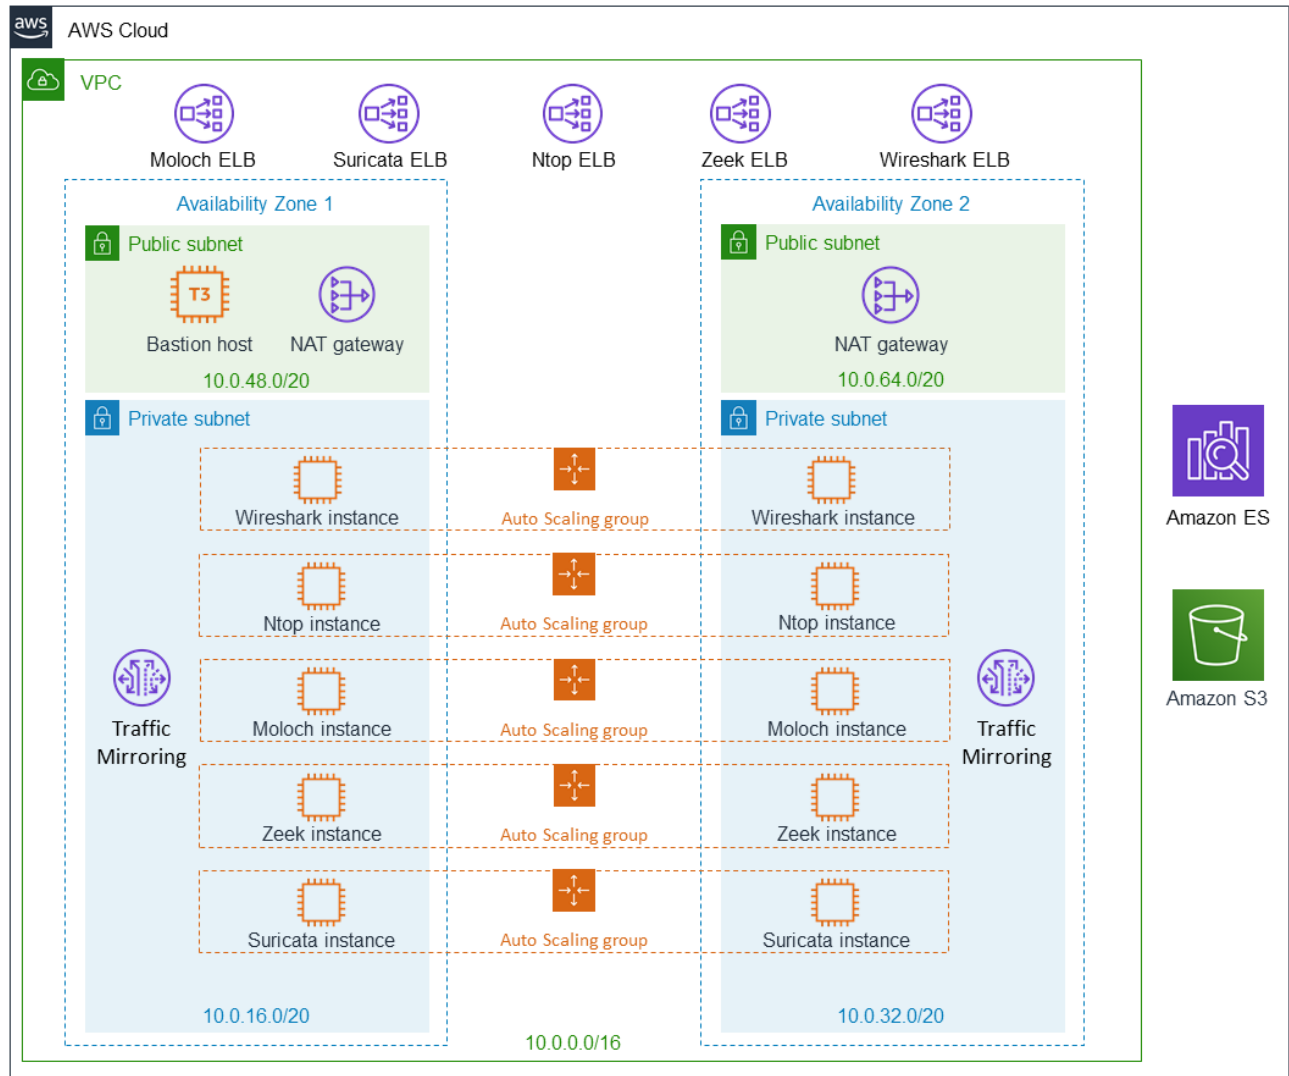 aws
AWS Cloud
VPC
Moloch ELB
Suricata ELB
Ntop ELB
Zeek ELB
Wireshark ELB
Availability Zone 1
Public subnet
T3
Bastion host
NAT gateway
10.0.48.0/20
Availability Zone 2
Public subnet
NAT gateway
10.0.64.0/20
Private subnet
Private subnet
Wireshark instance
Auto Scaling group
Wireshark instance
Ntop instance
Auto Scaling group
Ntop instance
Moloch instance
Auto Scaling group
Moloch instance
Traffic
Mirroring
Traffic
Mirroring
Zeek instance
Auto Scaling group
Zeek instance
Suricata instance
Auto Scaling group
Suricata instance
10.0.16.0/20
10.0.32.0/20
10.0.0.0/16
Amazon ES
Amazon S3